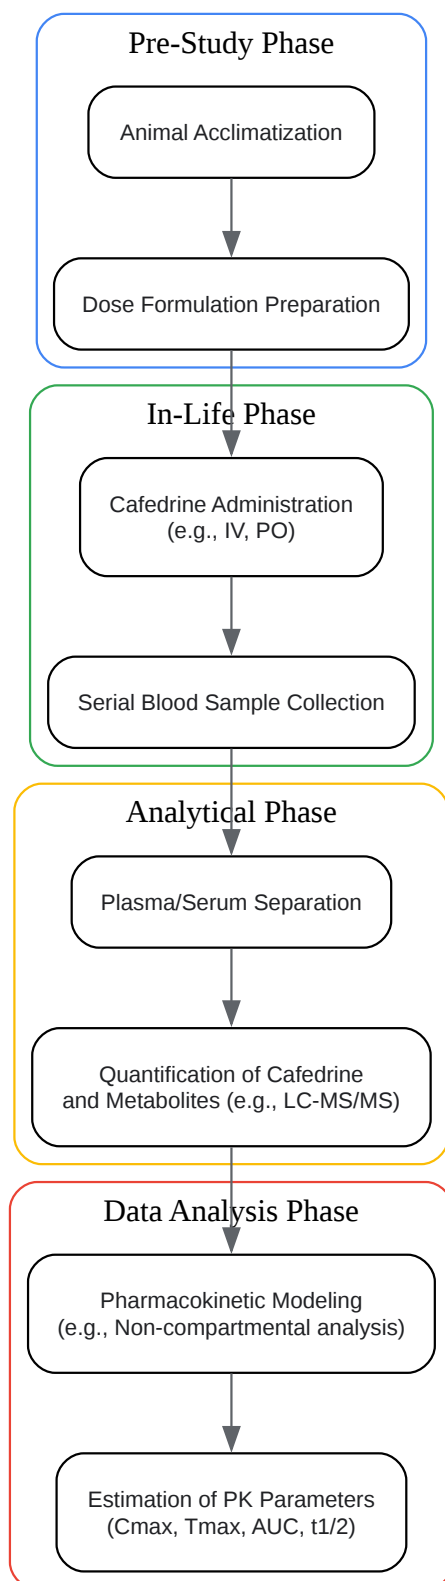 Pre-Study Phase
Animal Acclimatization
Dose Formulation Preparation
In-Life Phase
Cafedrine Administration
(e.g., IV, PO)
Serial Blood Sample Collection
Analytical Phase
Plasma/Serum Separation
Quantification of Cafedrine
and Metabolites (e.g., LC-MS/MS)
Data Analysis Phase
Pharmacokinetic Modeling
(e.g., Non-compartmental analysis)
Estimation of PK Parameters
(Cmax, Tmax, AUC, t1/2)